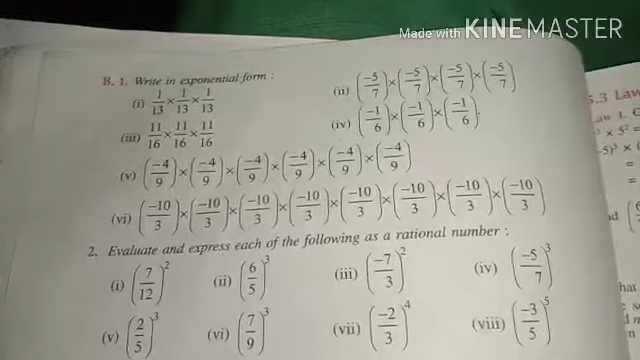 Made with KINEMASTER
B. 1. Write in exponential form :
(i) 1/13 × 1/13 × 1/13
(ii) (-5/7) × (-5/7) × (-5/7) × (-5/7)
(iii) 11/16 × 11/16 × 11/16
(iv) (-1/6) × (-1/6) × (-1/6).
(v) (-4/9) × (-4/9) × (-4/9) × (-4/9) × (-4/9) × (-4/9)
(vi) (-10/3) × (-10/3) × (-10/3) × (-10/3) × (-10/3) × (-10/3) × (-10/3) × (-10/3)
2. Evaluate and express each of the following as a rational number :
(i) (7/12)² (ii) (6/5)³ (iii) (-7/3)² (iv) (-5/7)³
(v) (2/5)³ (vi) (7/9)³ (vii) (-2/3)⁴ (viii) (-3/5)⁵
5.3 Law